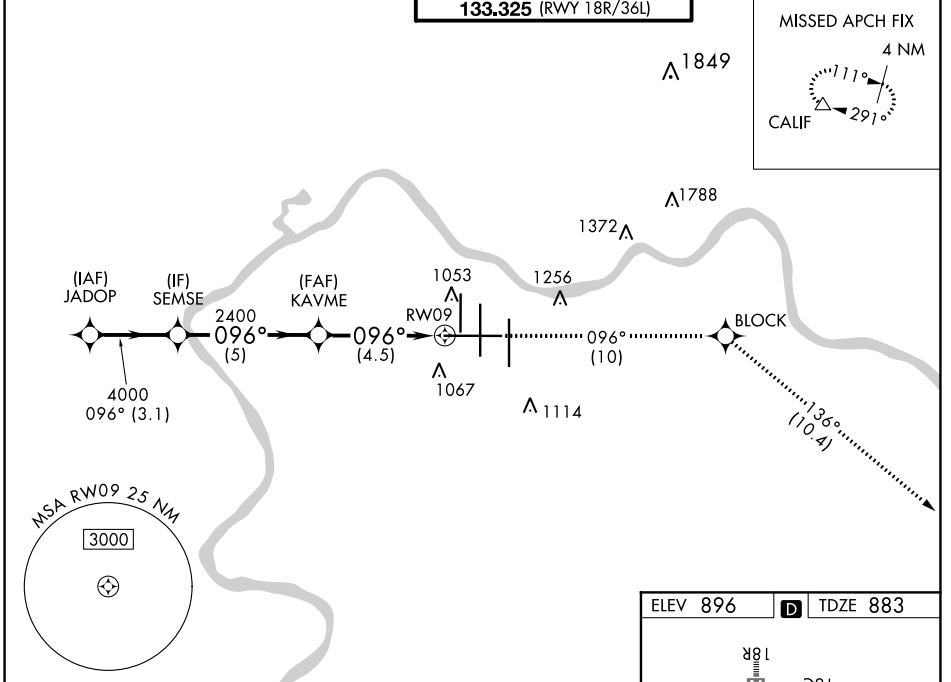 133.325 (RWY 18R/36L)
MISSED APCH FIX
4 NM
111°
291°
CALIF
1849
1788
1372
1256
1053
(IAF)
JADOP
(IF)
SEMSE
2400
096°
(5)
(FAF)
KAVME
096°
(4.5)
RW09
096°
(10)
BLOCK
4000
096° (3.1)
1067
1114
136°
(10.4)
MSA RW09 25 NM
3000
ELEV 896
D
TDZE 883
18R